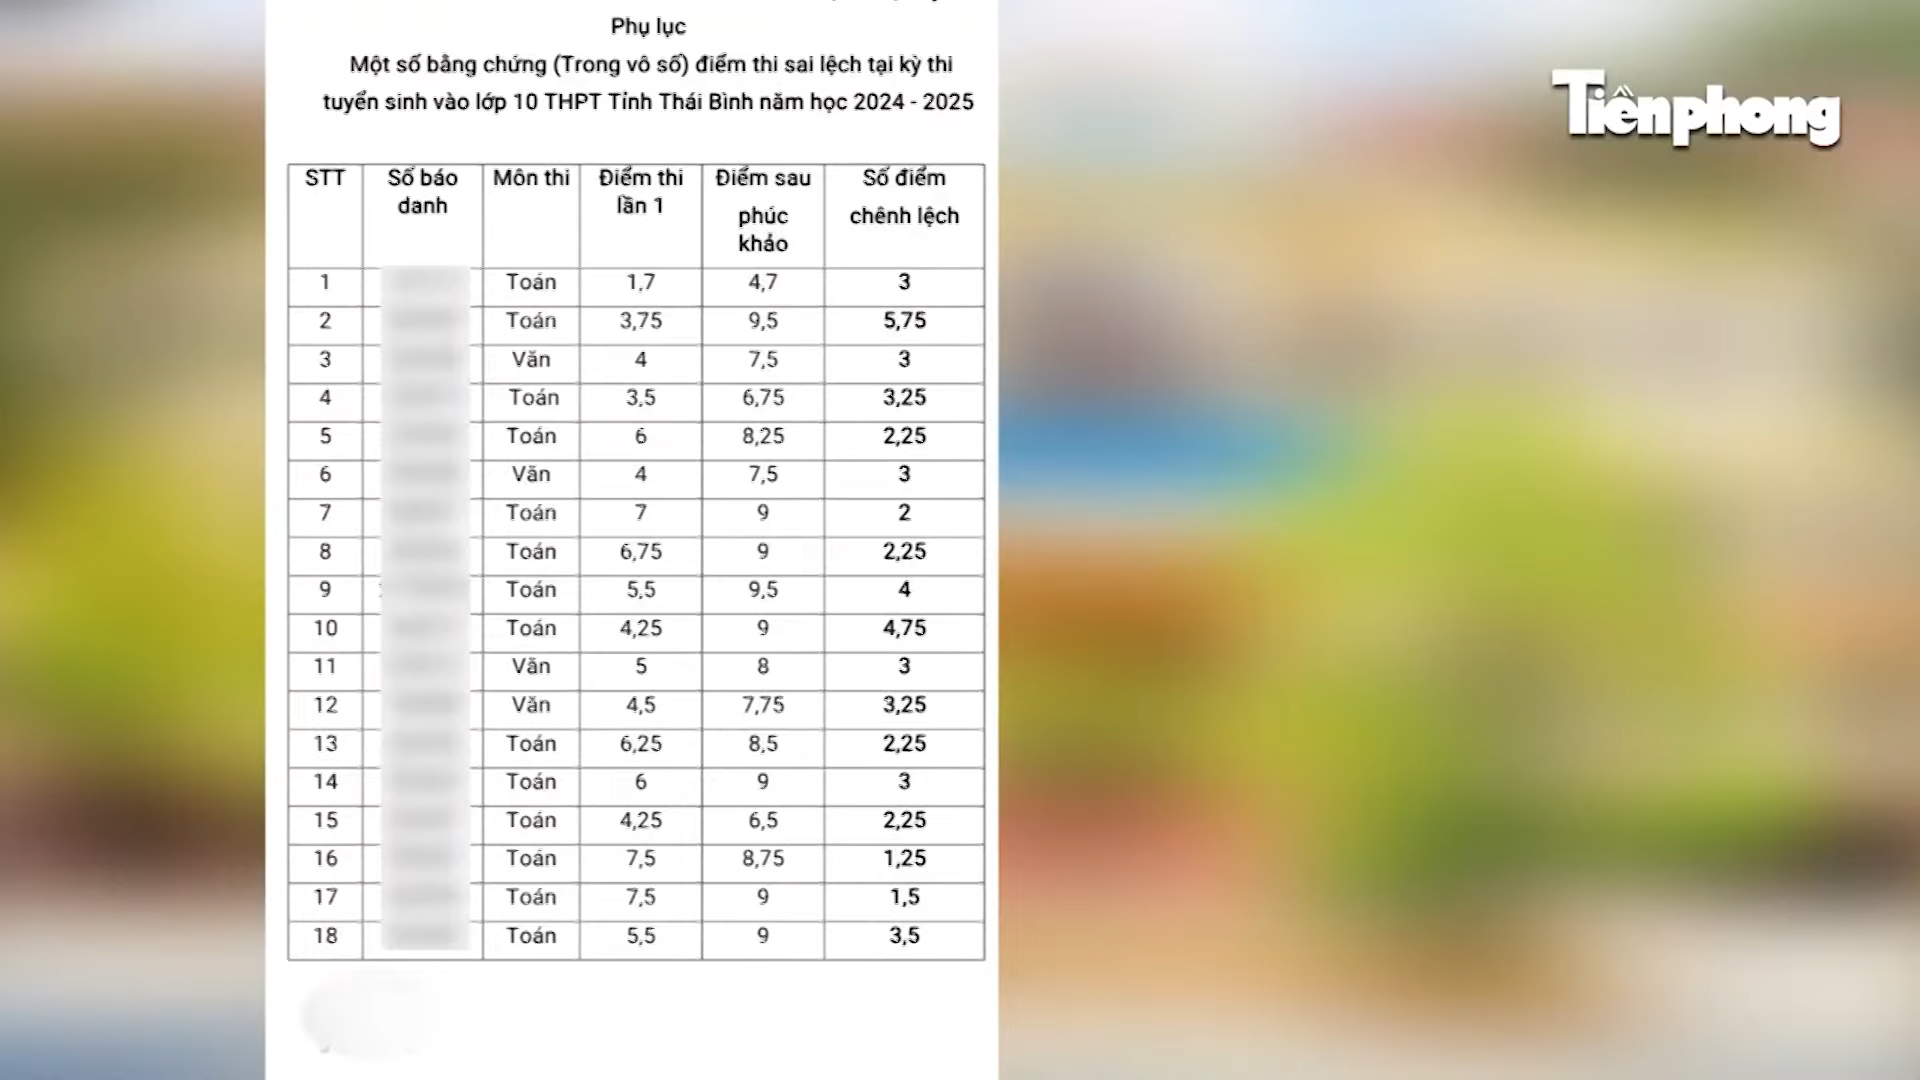 Phụ lục
Một số bằng chứng (Trong vô số) điểm thi sai lệch tại kỳ thi
tuyển sinh vào lớp 10 THPT Tỉnh Thái Bình năm học 2024 - 2025
Tiềnphong
STT Số báo danh Môn thi Điểm thi lần 1 Điểm sau phúc khảo Số điểm chênh lệch
1 Toán 1,7 4,7 3
2 Toán 3,75 9,5 5,75
3 Văn 4 7,5 3
4 Toán 3,5 6,75 3,25
5 Toán 6 8,25 2,25
6 Văn 4 7,5 3
7 Toán 7 9 2
8 Toán 6,75 9 2,25
9 Toán 5,5 9,5 4
10 Toán 4,25 9 4,75
11 Văn 5 8 3
12 Văn 4,5 7,75 3,25
13 Toán 6,25 8,5 2,25
14 Toán 6 9 3
15 Toán 4,25 6,5 2,25
16 Toán 7,5 8,75 1,25
17 Toán 7,5 9 1,5
18 Toán 5,5 9 3,5